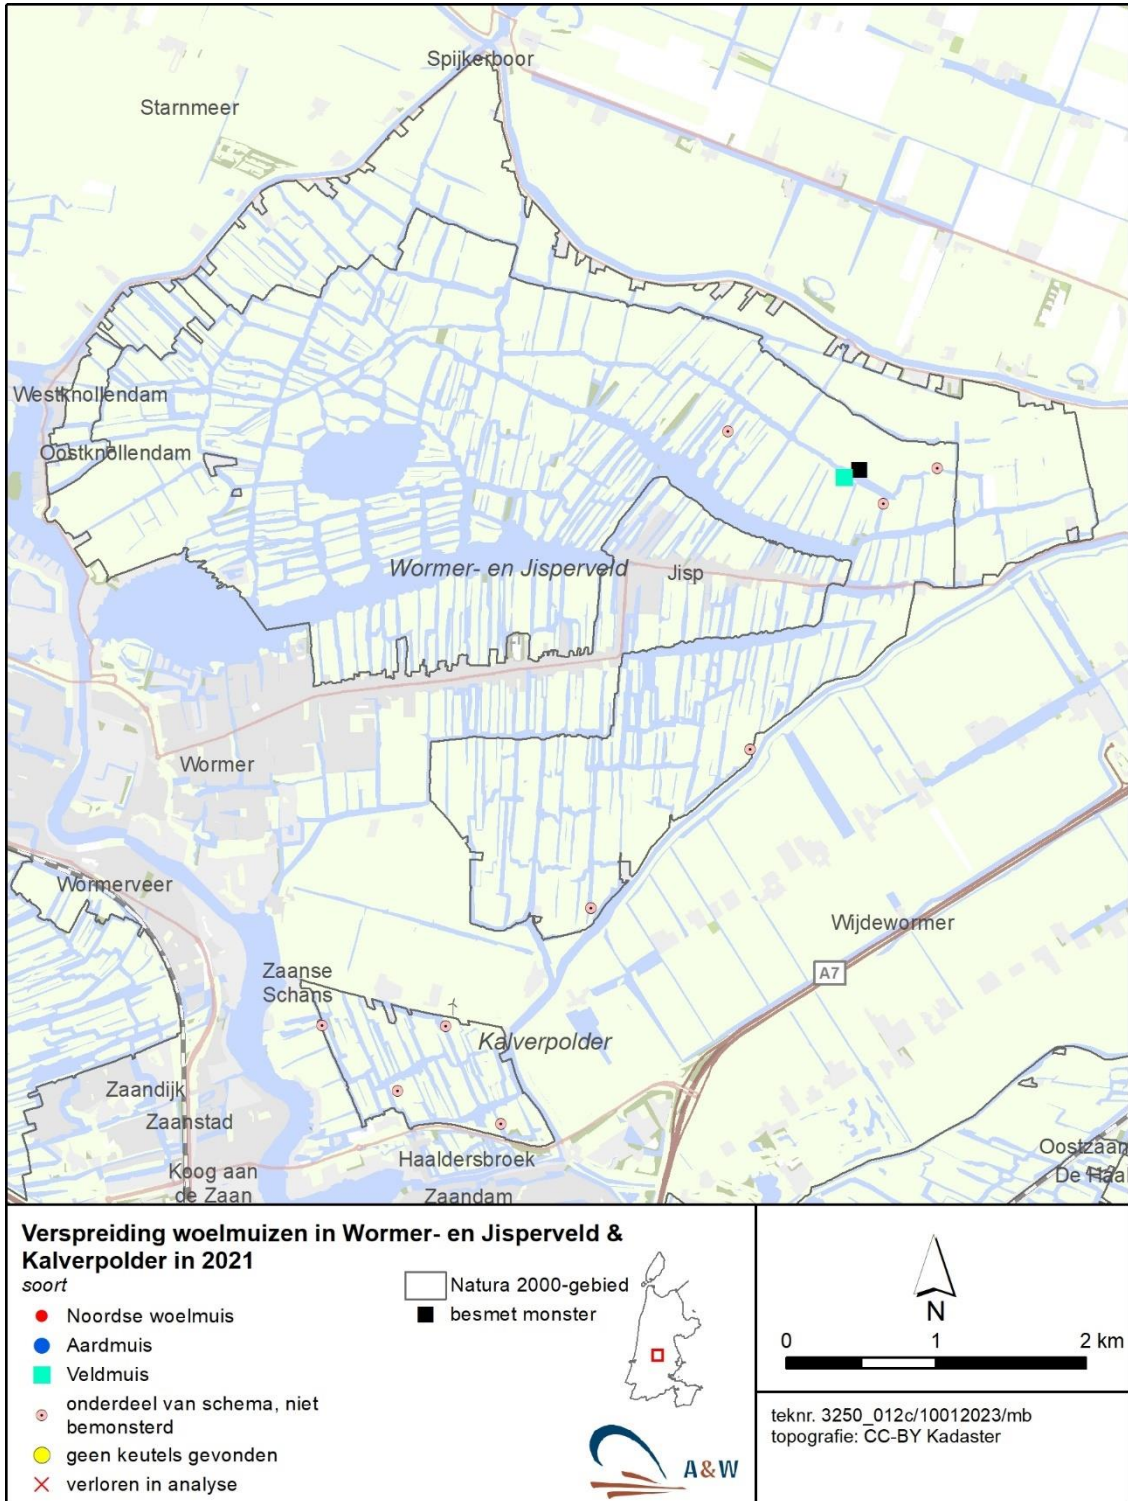 Spijkerboor
Starnmeer
Westknollendam
Oostknollendam
Wormer- en Jisperveld
Jisp
Wormer
Wormerveer
Wijdewormer
A7
Zaanse
Schans
Kalverpolder
Zaandijk
Zaanstad
Koog aan
de Zaan
Haaldersbroek
Zaandam
Oostzaan
De Haal
Verspreiding woelmuizen in Wormer- en Jisperveld &
Kalverpolder in 2021
soort
Noordse woelmuis
Aardmuis
Veldmuis
onderdeel van schema, niet
bemonsterd
geen keutels gevonden
verloren in analyse
Natura 2000-gebied
besmet monster
A&W
N
0 1 2 km
teknr. 3250_012c/10012023/mb
topografie: CC-BY Kadaster